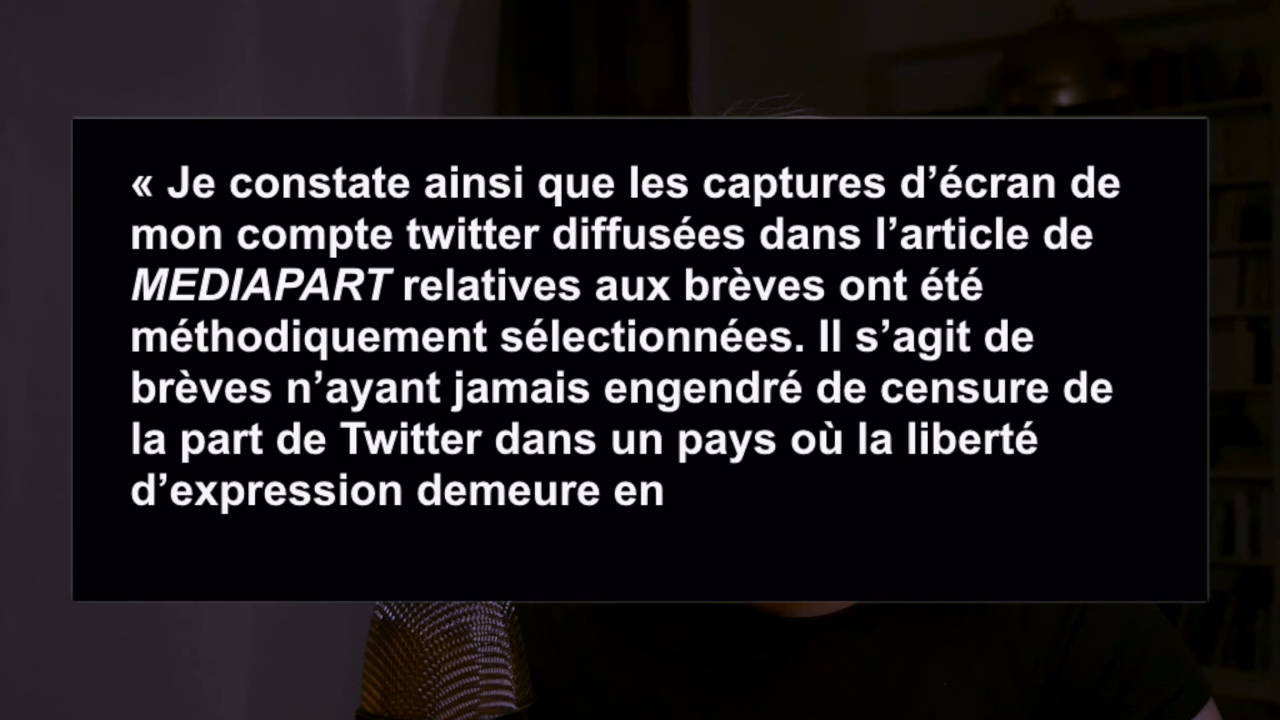 « Je constate ainsi que les captures d’écran de
mon compte twitter diffusées dans l’article de
MEDIAPART relatives aux brèves ont été
méthodiquement sélectionnées. Il s’agit de
brèves n’ayant jamais engendré de censure de
la part de Twitter dans un pays où la liberté
d’expression demeure en